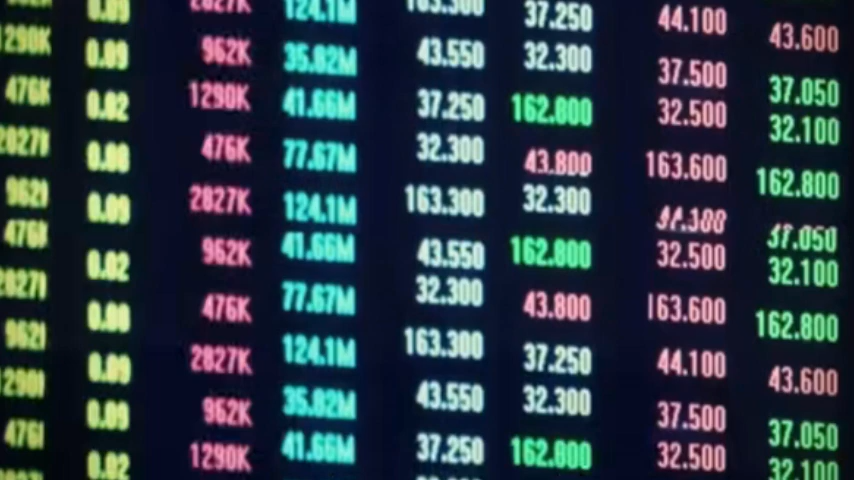 0.09 2827K 124.1M 163.300 37.250 44.100 43.600
1290K 0.09 962K 35.82M 43.550 32.300 37.500 37.050
476K 0.02 1290K 41.66M 37.250 162.800 32.500 32.100
2827K 0.08 476K 77.67M 32.300 43.800 163.600 162.800
962K 0.09 2827K 124.1M 163.300 32.300 37.050
476K 0.02 962K 41.66M 43.550 162.800 32.500 32.100
2827K 0.08 476K 77.67M 32.300 43.800 163.600 162.800
962K 0.09 2827K 124.1M 163.300 37.250 44.100 43.600
1290K 0.09 962K 35.82M 43.550 32.300 37.500 37.050
476K 0.02 1290K 41.66M 37.250 162.800 32.500 32.100